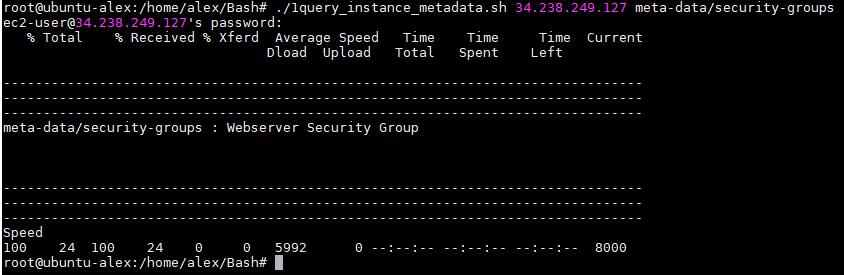 root@ubuntu-alex:/home/alex/Bash# ./1query_instance_metadata.sh 34.238.249.127 meta-data/security-groups
ec2-user@34.238.249.127's password:
  % Total    % Received % Xferd  Average Speed   Time    Time     Time  Current
                                 Dload  Upload   Total   Spent    Left
--------------------------------------------------------------------------------
--------------------------------------------------------------------------------
--------------------------------------------------------------------------------
meta-data/security-groups : Webserver Security Group
--------------------------------------------------------------------------------
--------------------------------------------------------------------------------
--------------------------------------------------------------------------------
Speed
100    24  100    24    0     0   5992      0 --:--:-- --:--:-- --:--:--  8000
root@ubuntu-alex:/home/alex/Bash#